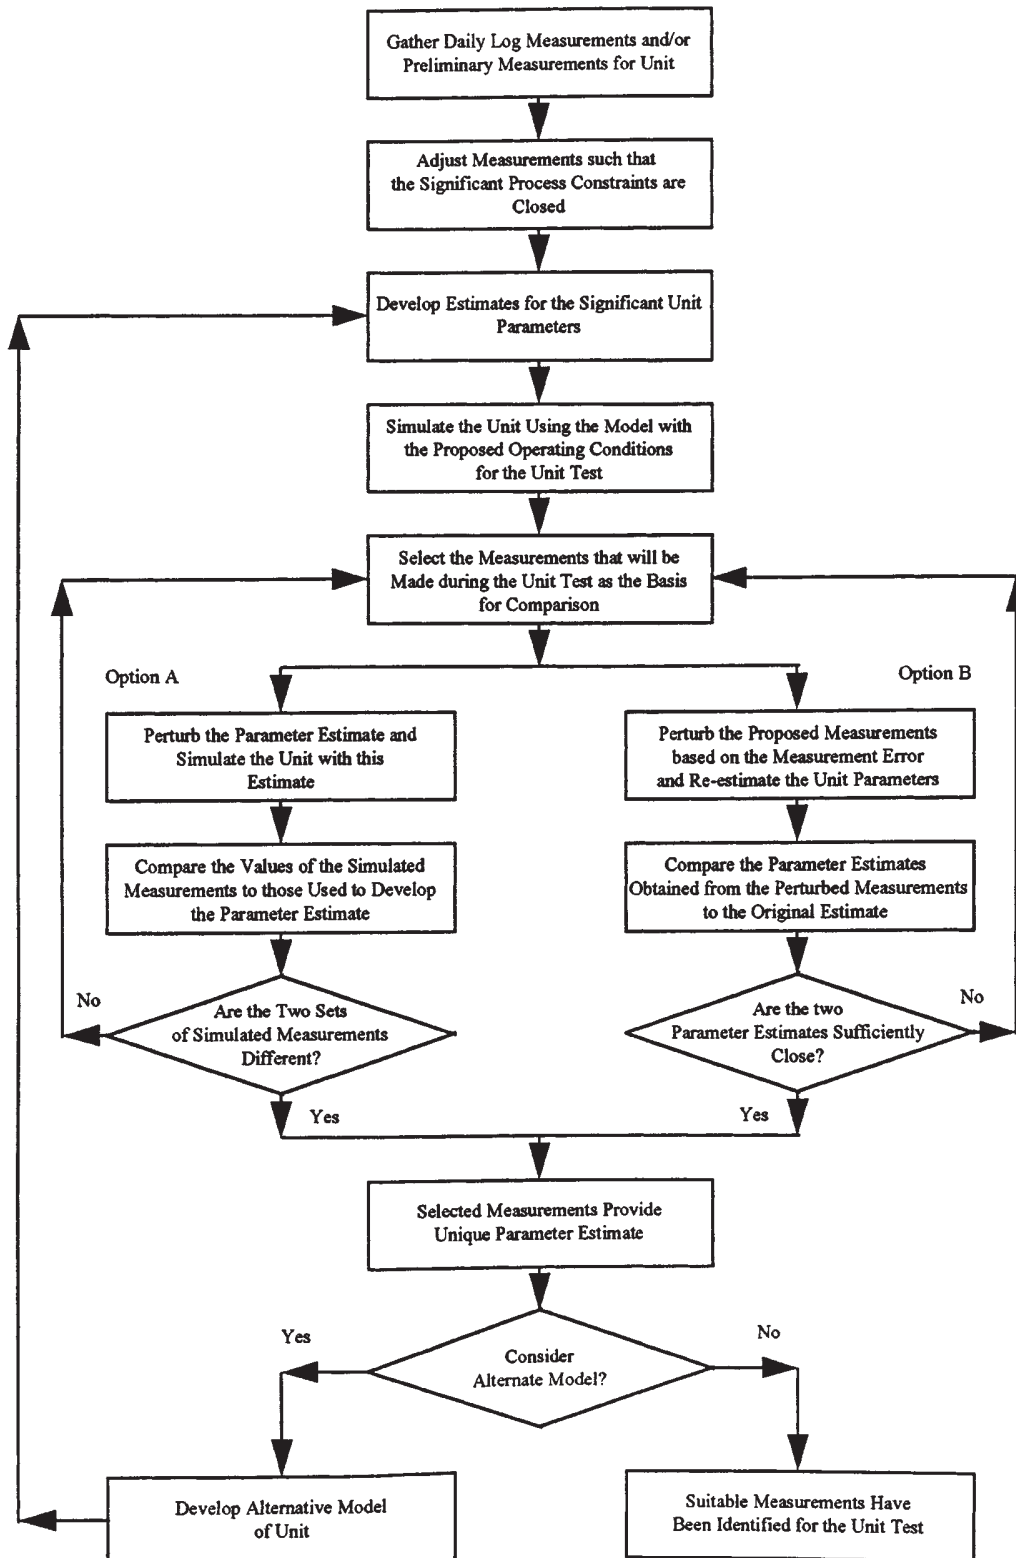 Gather Daily Log Measurements and/or
Preliminary Measurements for Unit
Adjust Measurements such that
the Significant Process Constraints are
Closed
Develop Estimates for the Significant Unit
Parameters
Simulate the Unit Using the Model with
the Proposed Operating Conditions
for the Unit Test
Select the Measurements that will be
Made during the Unit Test as the Basis
for Comparison
Option A
Option B
Perturb the Parameter Estimate and
Simulate the Unit with this
Estimate
Perturb the Proposed Measurements
based on the Measurement Error
and Re-estimate the Unit Parameters
Compare the Values of the Simulated
Measurements to those Used to Develop
the Parameter Estimate
Compare the Parameter Estimates
Obtained from the Perturbed Measurements
to the Original Estimate
No
Are the Two Sets
of Simulated Measurements
Different?
Are the two
Parameter Estimates Sufficiently
Close?
No
Yes
Yes
Selected Measurements Provide
Unique Parameter Estimate
Yes
Consider
Alternate Model?
No
Develop Alternative Model
of Unit
Suitable Measurements Have
Been Identified for the Unit Test